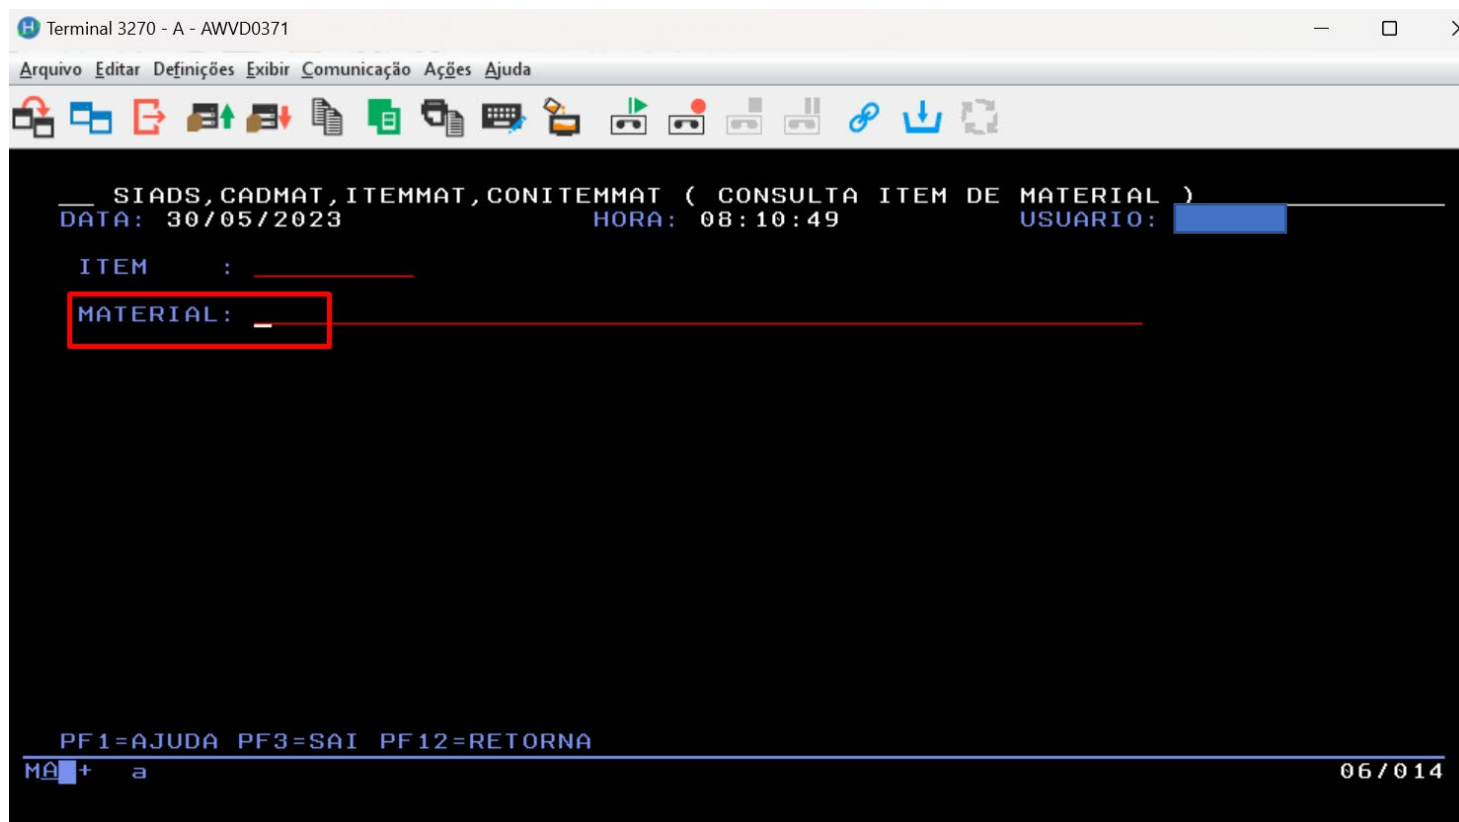 Terminal 3270 - A - AWVD0371
Arquivo Editar Definições Exibir Comunicação Ações Ajuda
__ SIADS,CADMAT,ITEMMAT,CONITEMMAT ( CONSULTA ITEM DE MATERIAL )
DATA: 30/05/2023 HORA: 08:10:49 USUARIO:
ITEM :
MATERIAL: _
PF1=AJUDA PF3=SAI PF12=RETORNA
MA + a 06/014